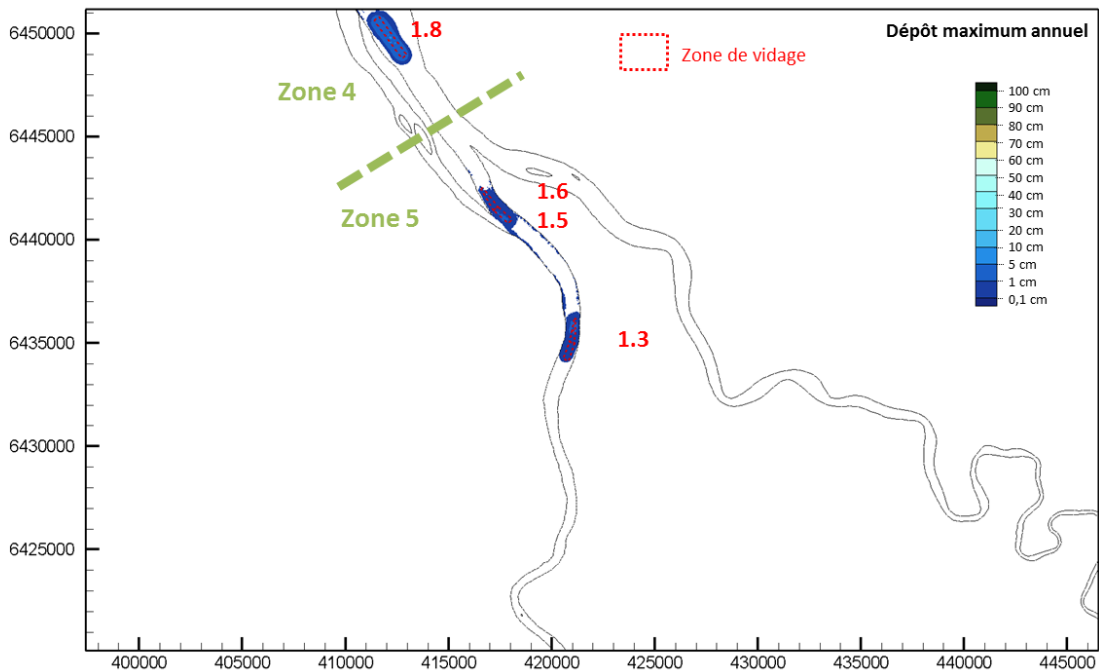 Dépôt maximum annuel
Zone de vidage
1.8
Zone 4
Zone 5
1.6
1.5
1.3
100 cm
90 cm
80 cm
70 cm
60 cm
50 cm
40 cm
30 cm
20 cm
10 cm
5 cm
1 cm
0,1 cm
6450000
6445000
6440000
6435000
6430000
6425000
400000 405000 410000 415000 420000 425000 430000 435000 440000 445000